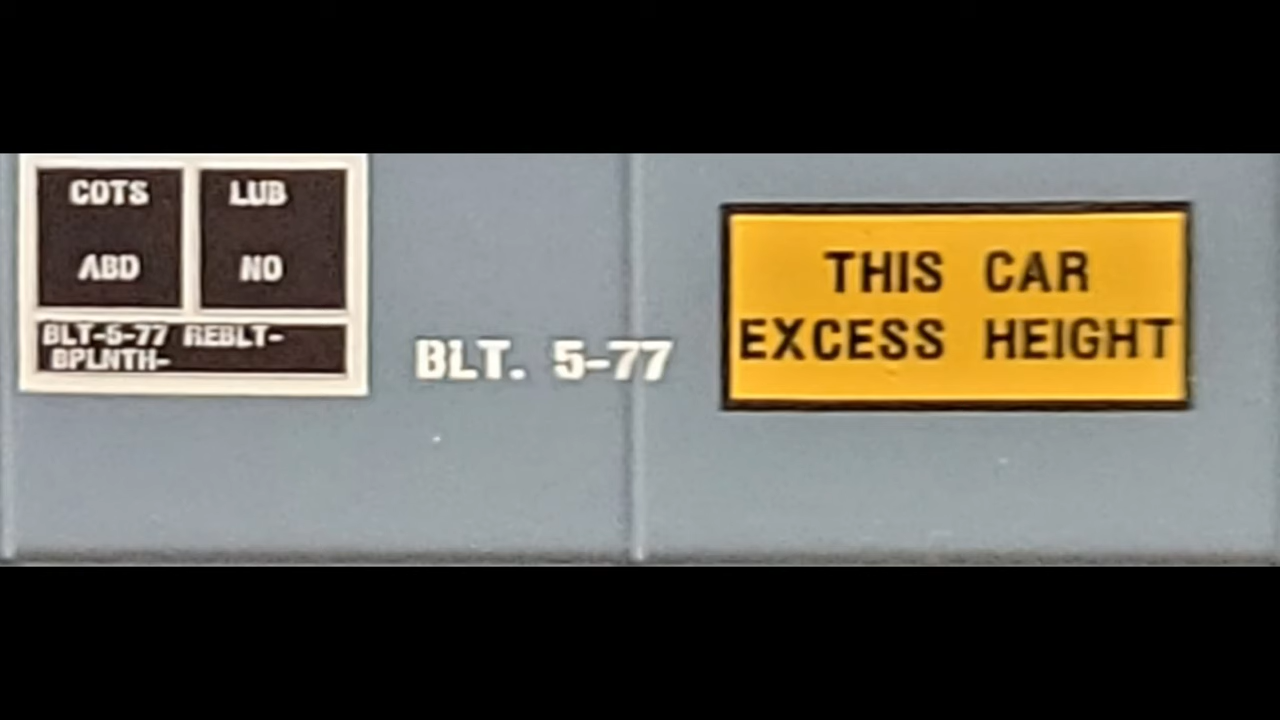 COTS
ABD
LUB
NO
BLT-5-77 REBLT-
BPLNTH-
BLT. 5-77
THIS CAR
EXCESS HEIGHT